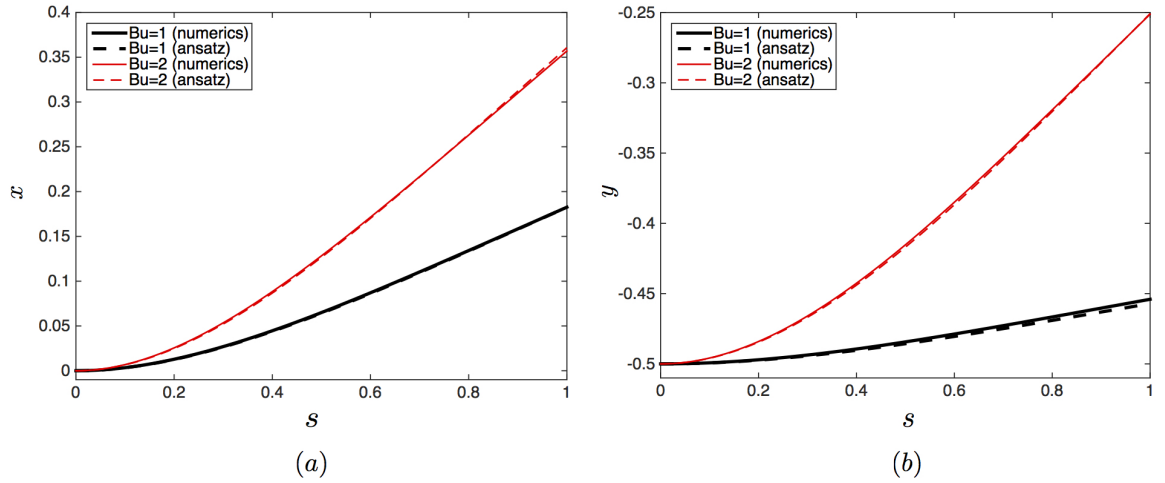 0.4
0.35
0.3
0.25
0.2
0.15
0.1
0.05
0
x
Bu=1 (numerics)
Bu=1 (ansatz)
Bu=2 (numerics)
Bu=2 (ansatz)
0 0.2 0.4 0.6 0.8 1
s
(a)
-0.25
-0.3
-0.35
-0.4
-0.45
-0.5
y
Bu=1 (numerics)
Bu=1 (ansatz)
Bu=2 (numerics)
Bu=2 (ansatz)
0 0.2 0.4 0.6 0.8 1
s
(b)